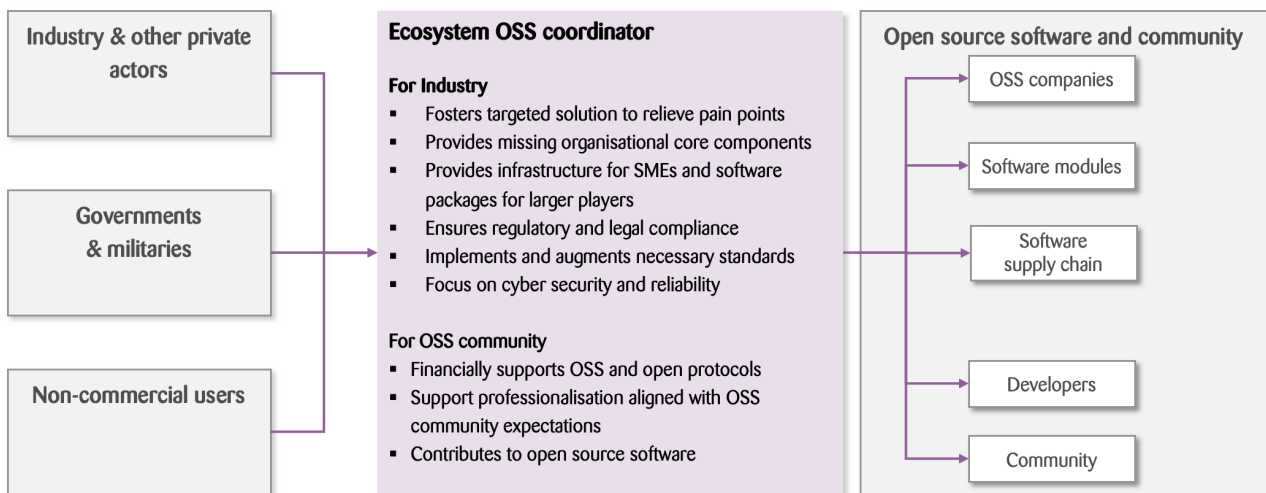 Industry & other private
actors
Governments
& militaries
Non-commercial users
Ecosystem OSS coordinator
For Industry
▪ Fosters targeted solution to relieve pain points
▪ Provides missing organisational core components
▪ Provides infrastructure for SMEs and software
packages for larger players
▪ Ensures regulatory and legal compliance
▪ Implements and augments necessary standards
▪ Focus on cyber security and reliability
For OSS community
▪ Financially supports OSS and open protocols
▪ Support professionalisation aligned with OSS
community expectations
▪ Contributes to open source software
Open source software and community
OSS companies
Software modules
Software
supply chain
Developers
Community